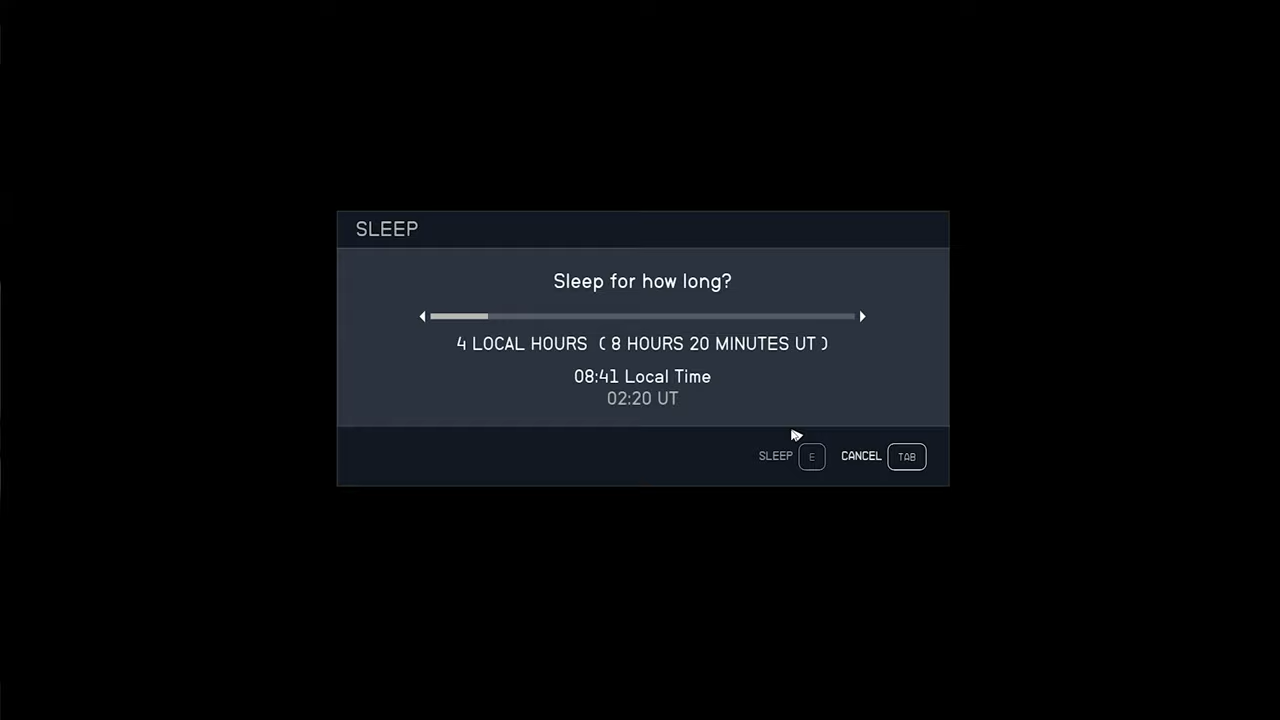 SLEEP
Sleep for how long?
4 LOCAL HOURS ( 8 HOURS 20 MINUTES UT )
08:41 Local Time
02:20 UT
SLEEP E CANCEL TAB